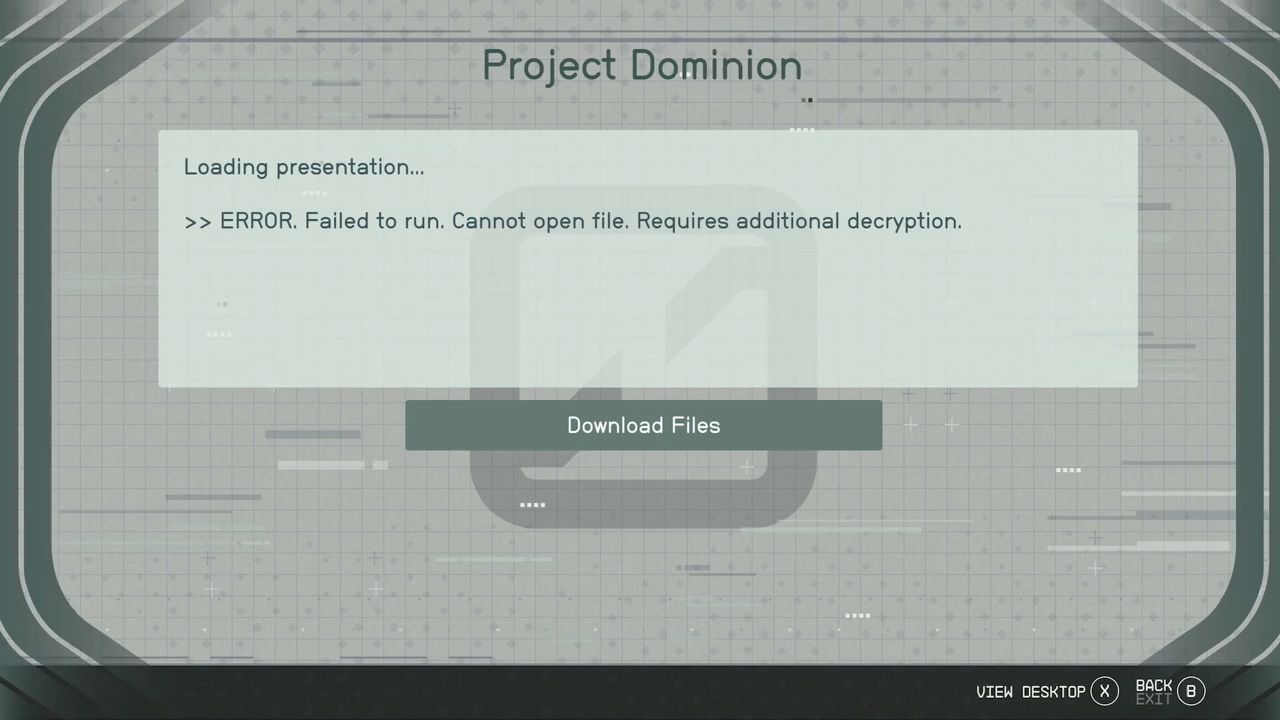 Project Dominion
Loading presentation...
>> ERROR. Failed to run. Cannot open file. Requires additional decryption.
Download Files
VIEW DESKTOP X
BACK B
EXIT